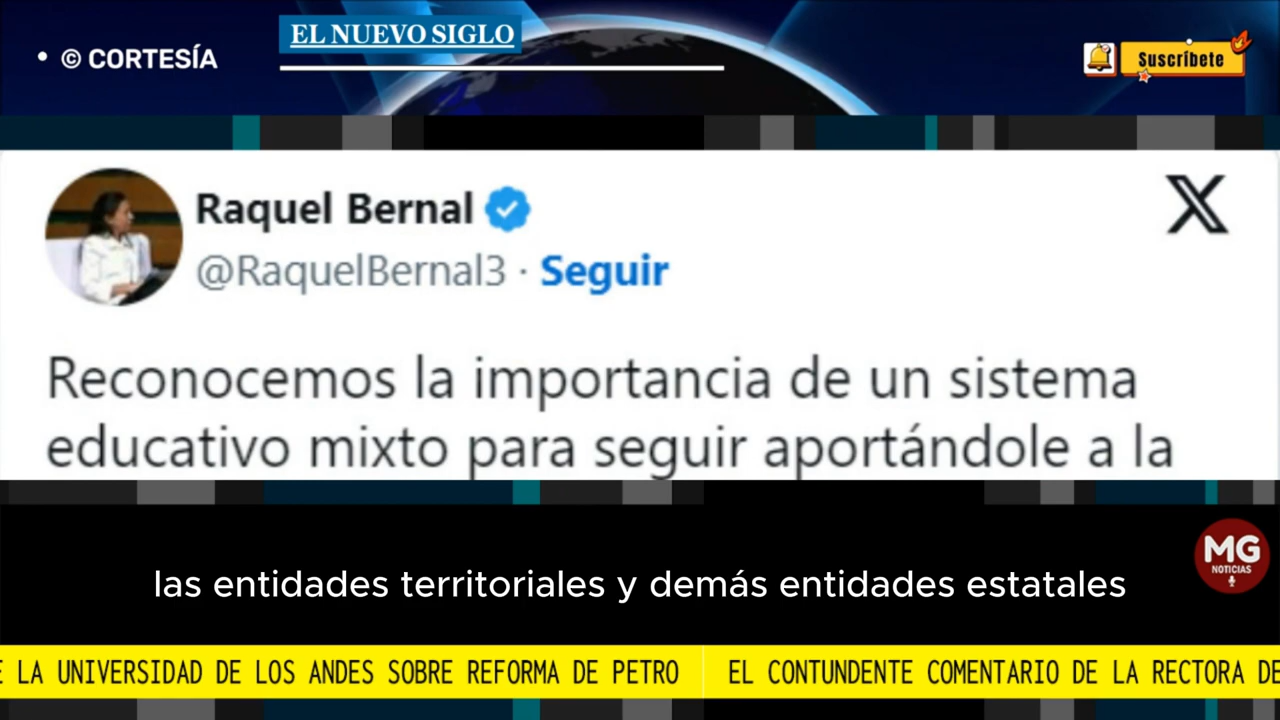 • © CORTESÍA
EL NUEVO SIGLO
Suscríbete
Raquel Bernal
X
@RaquelBernal3 · Seguir
Reconocemos la importancia de un sistema
educativo mixto para seguir aportándole a la
MG
NOTICIAS
las entidades territoriales y demás entidades estatales
E LA UNIVERSIDAD DE LOS ANDES SOBRE REFORMA DE PETRO
EL CONTUNDENTE COMENTARIO DE LA RECTORA DE